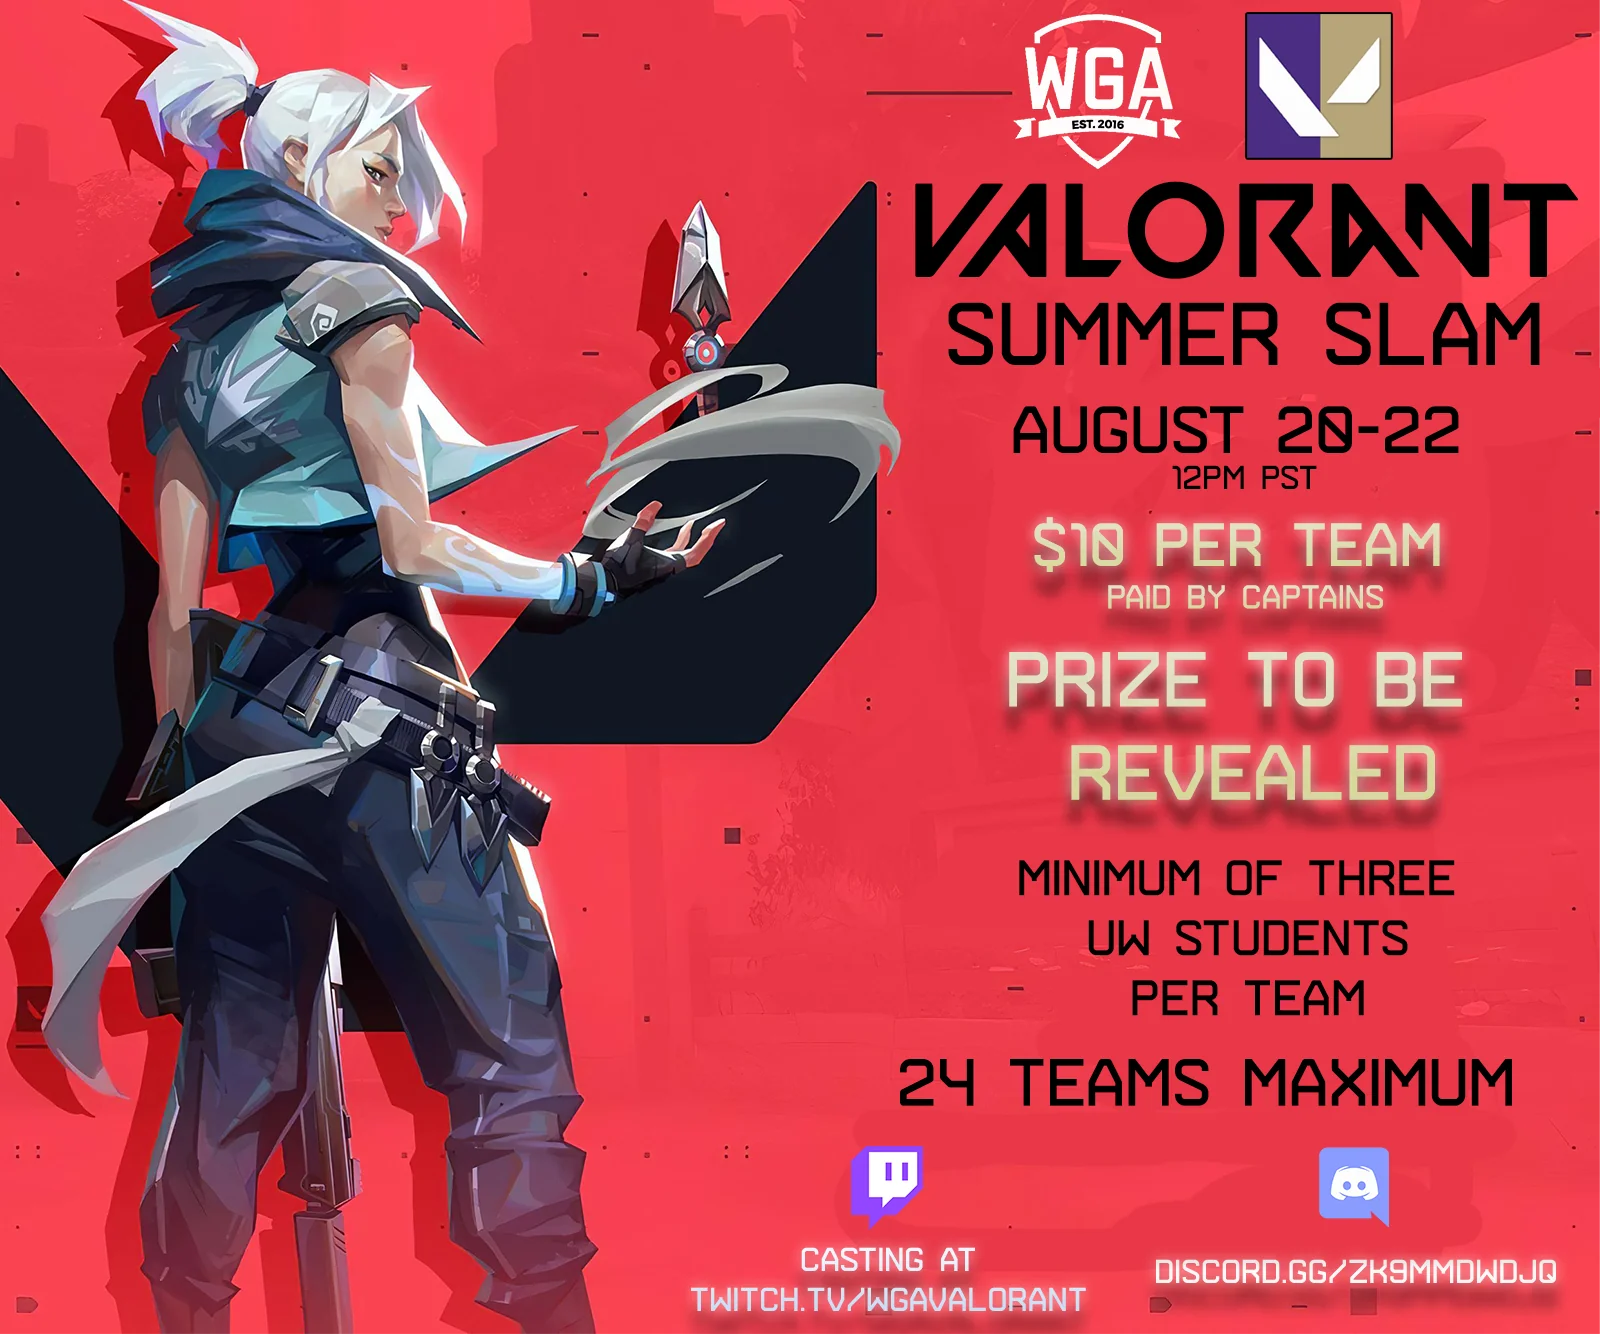 WGA
EST. 2016
VALORANT
SUMMER SLAM
AUGUST 20-22
12PM PST
$10 PER TEAM
PAID BY CAPTAINS
PRIZE TO BE
REVEALED
MINIMUM OF THREE
UW STUDENTS
PER TEAM
24 TEAMS MAXIMUM
CASTING AT
TWITCH.TV/WGAVALORANT
DISCORD.GG/ZK9MMDWDJQ